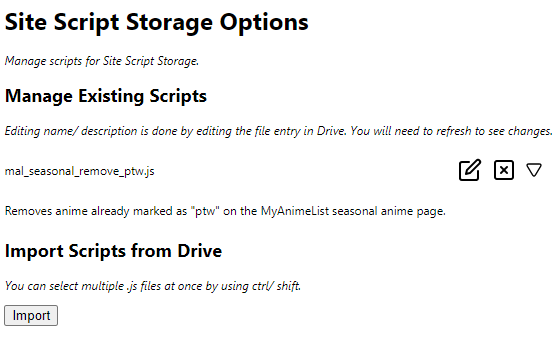 Site Script Storage Options
Manage scripts for Site Script Storage.
Manage Existing Scripts
Editing name/ description is done by editing the file entry in Drive. You will need to refresh to see changes.
mal_seasonal_remove_ptw.js
Removes anime already marked as "ptw" on the MyAnimeList seasonal anime page.
Import Scripts from Drive
You can select multiple .js files at once by using ctrl/ shift.
Import